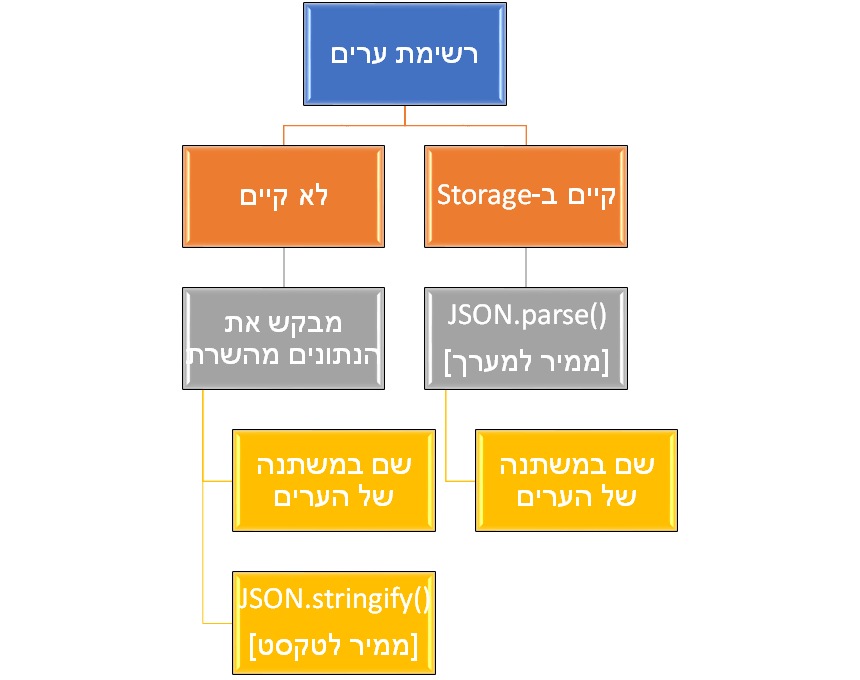 רשימת ערים
קיים ב-Storage
לא קיים
JSON.parse()
[ממיר למערך]
מבקש את
הנתונים מהשרת
שם במשתנה
של הערים
שם במשתנה
של הערים
JSON.stringify()
[ממיר לטקסט]